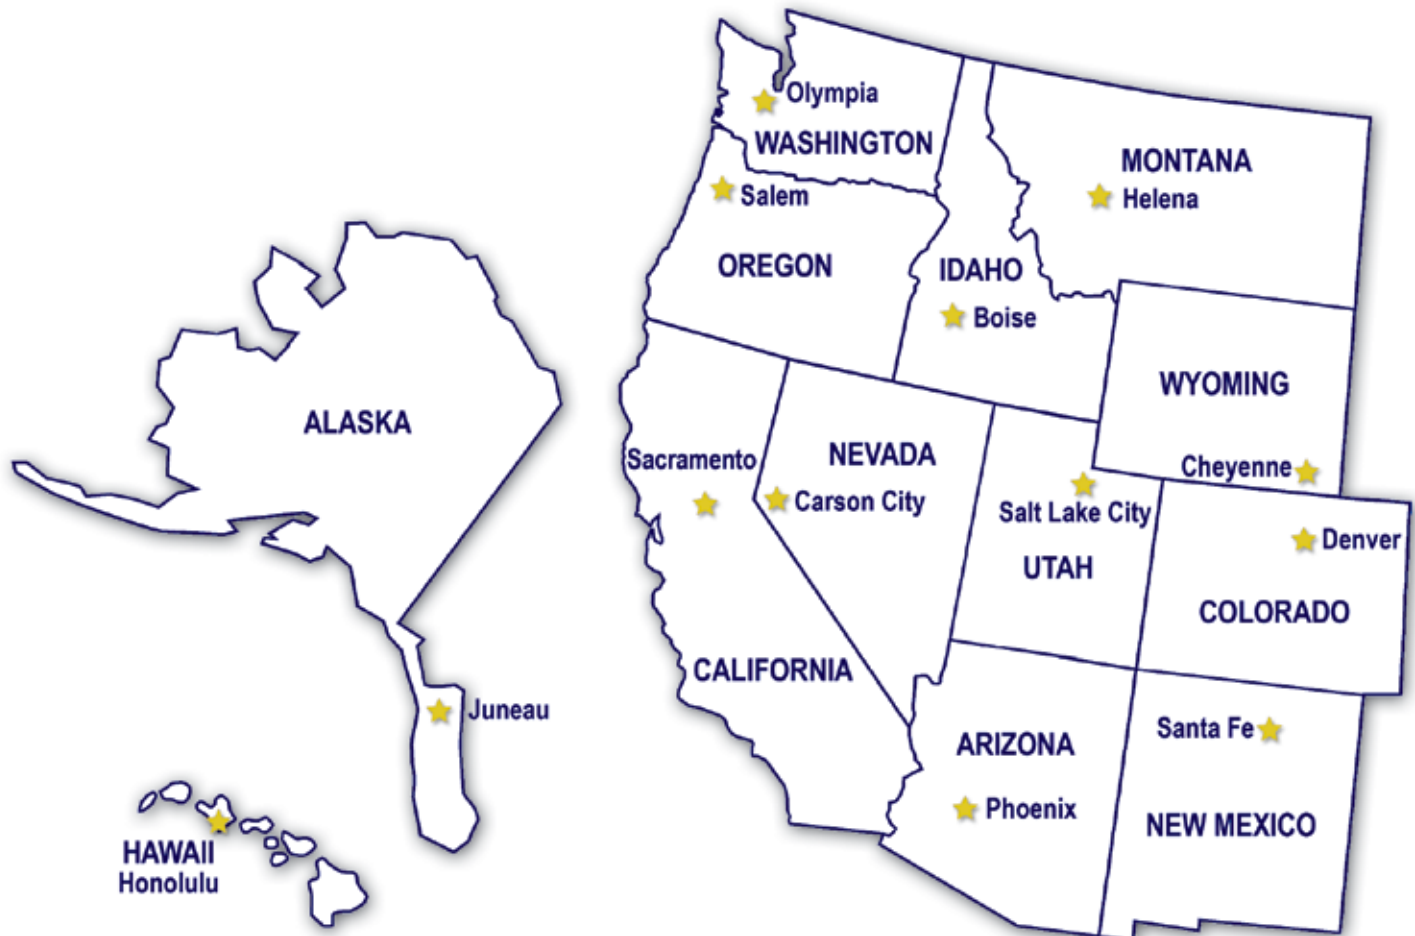 Olympia
WASHINGTON
MONTANA
Helena
Salem
OREGON
IDAHO
Boise
WYOMING
Cheyenne
ALASKA
Sacramento
NEVADA
Carson City
Salt Lake City
UTAH
Denver
COLORADO
CALIFORNIA
Juneau
ARIZONA
Phoenix
Santa Fe
NEW MEXICO
HAWAII
Honolulu